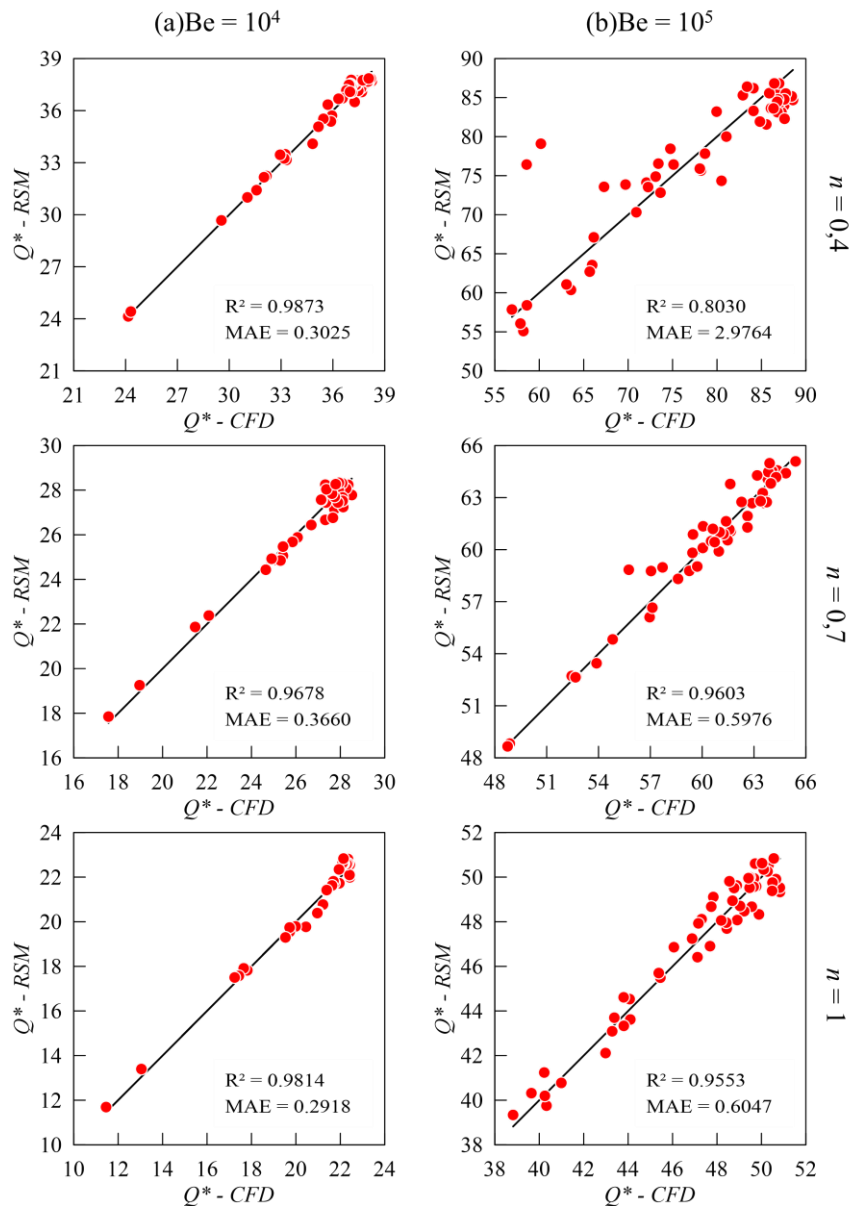 (a)Be = 10⁴
(b)Be = 10⁵
39
36
33
30
27
24
21
Q* - RSM
R² = 0.9873
MAE = 0.3025
21 24 27 30 33 36 39
Q* - CFD
90
85
80
75
70
65
60
55
50
Q* - RSM
R² = 0.8030
MAE = 2.9764
55 60 65 70 75 80 85 90
Q* - CFD
n = 0,4
30
28
26
24
22
20
18
16
Q* - RSM
R² = 0.9678
MAE = 0.3660
16 18 20 22 24 26 28 30
Q* - CFD
66
63
60
57
54
51
48
Q* - RSM
R² = 0.9603
MAE = 0.5976
48 51 54 57 60 63 66
Q* - CFD
n = 0,7
24
22
20
18
16
14
12
10
Q* - RSM
R² = 0.9814
MAE = 0.2918
10 12 14 16 18 20 22 24
Q* - CFD
52
50
48
46
44
42
40
38
Q* - RSM
R² = 0.9553
MAE = 0.6047
38 40 42 44 46 48 50 52
Q* - CFD
n = 1